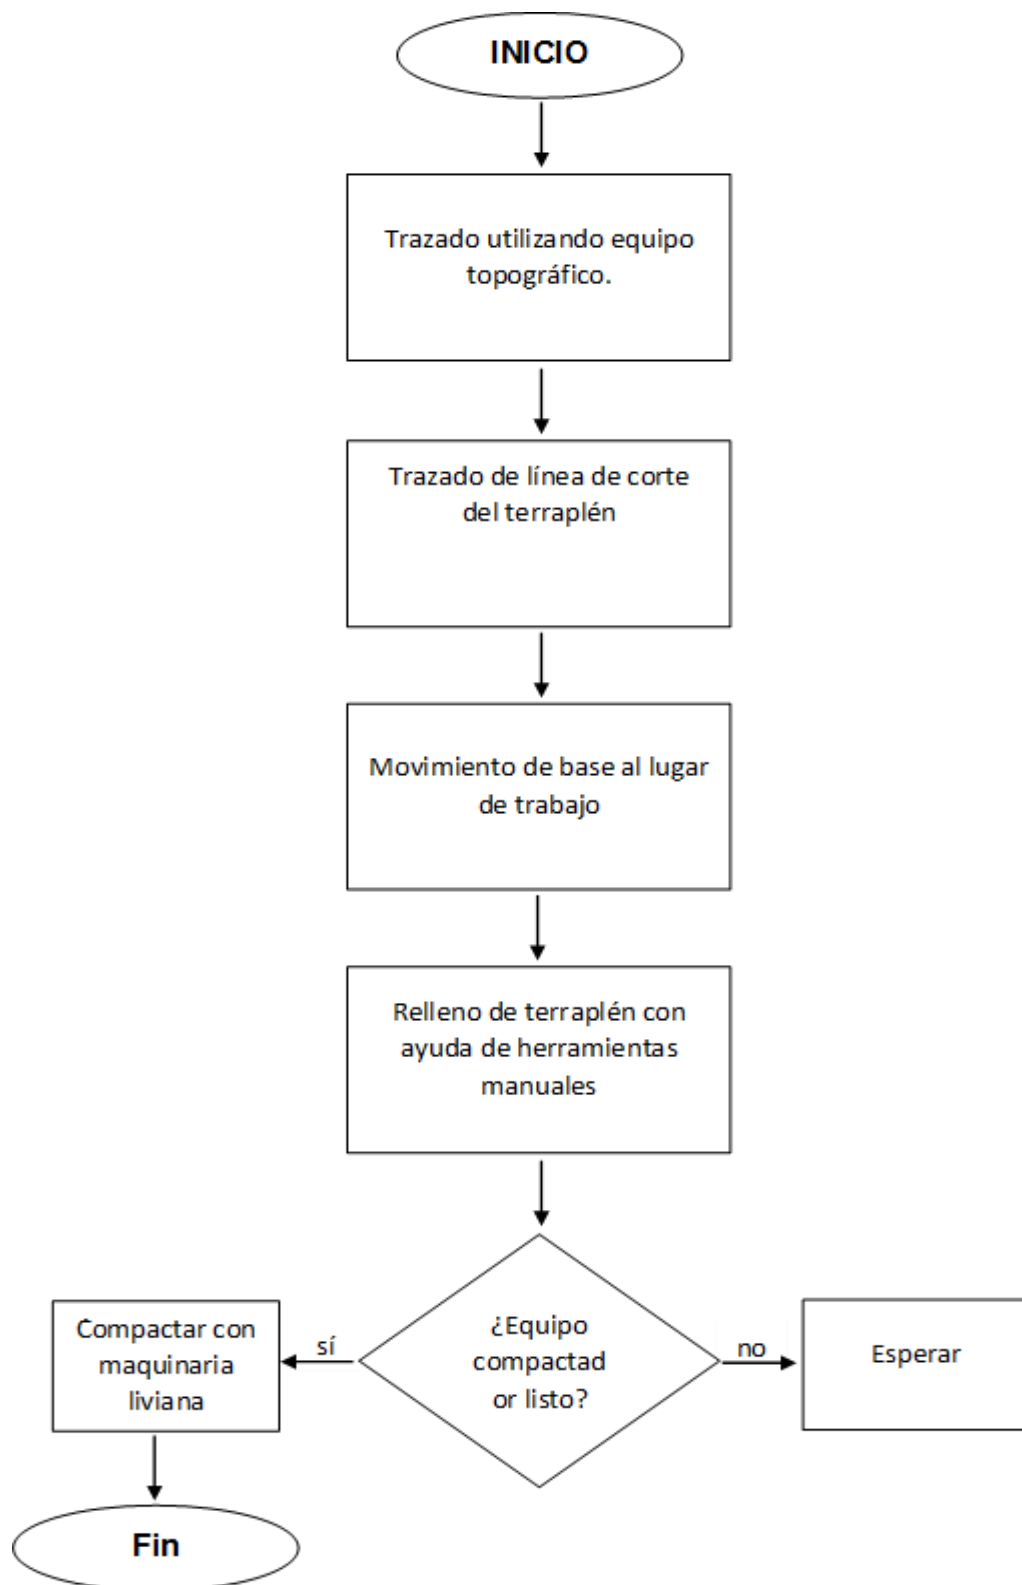 INICIO
Trazado utilizando equipo
topográfico.
Trazado de línea de corte
del terraplén
Movimiento de base al lugar
de trabajo
Relleno de terraplén con
ayuda de herramientas
manuales
¿Equipo
compactad
or listo?
sí
no
Compactar con
maquinaria
liviana
Esperar
Fin